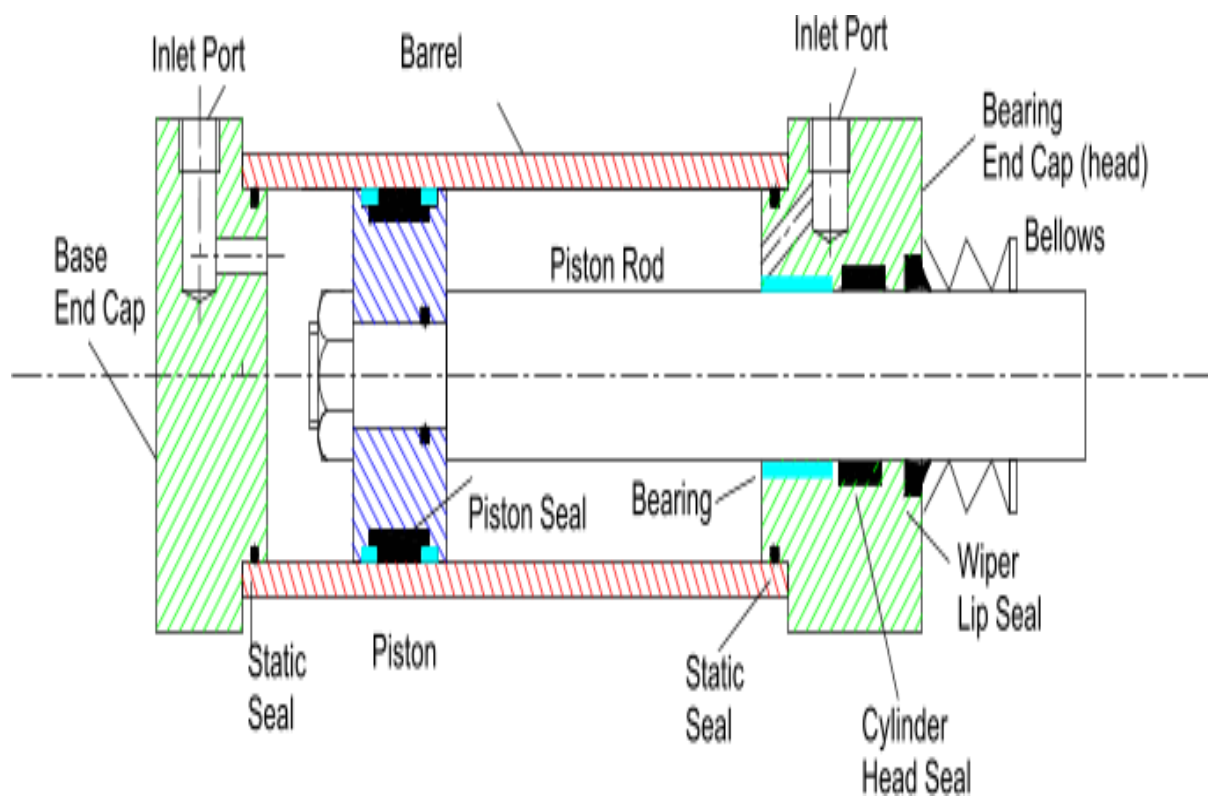 Inlet Port
Barrel
Inlet Port
Bearing
End Cap (head)
Bellows
Base
End Cap
Piston Rod
Piston Seal
Bearing
Wiper
Lip Seal
Static
Seal
Piston
Static
Seal
Cylinder
Head Seal